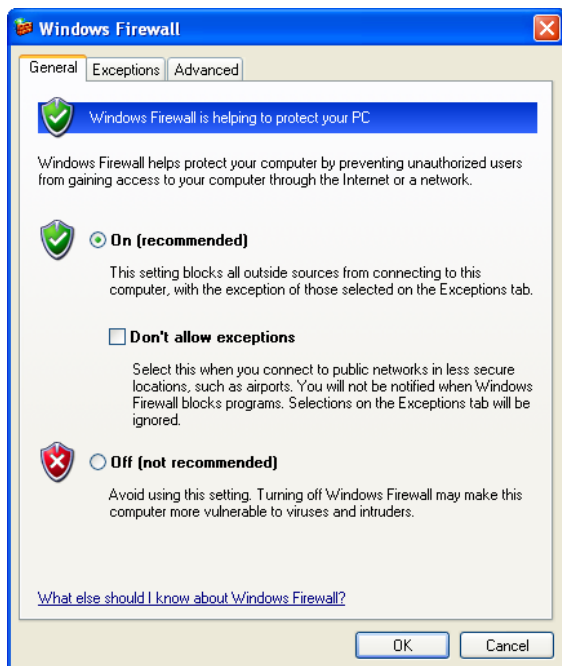 Windows Firewall
General
Exceptions
Advanced
Windows Firewall is helping to protect your PC
Windows Firewall helps protect your computer by preventing unauthorized users
from gaining access to your computer through the Internet or a network.
On (recommended)
This setting blocks all outside sources from connecting to this
computer, with the exception of those selected on the Exceptions tab.
Don't allow exceptions
Select this when you connect to public networks in less secure
locations, such as airports. You will not be notified when Windows
Firewall blocks programs. Selections on the Exceptions tab will be
ignored.
Off (not recommended)
Avoid using this setting. Turning off Windows Firewall may make this
computer more vulnerable to viruses and intruders.
What else should I know about Windows Firewall?
OK
Cancel